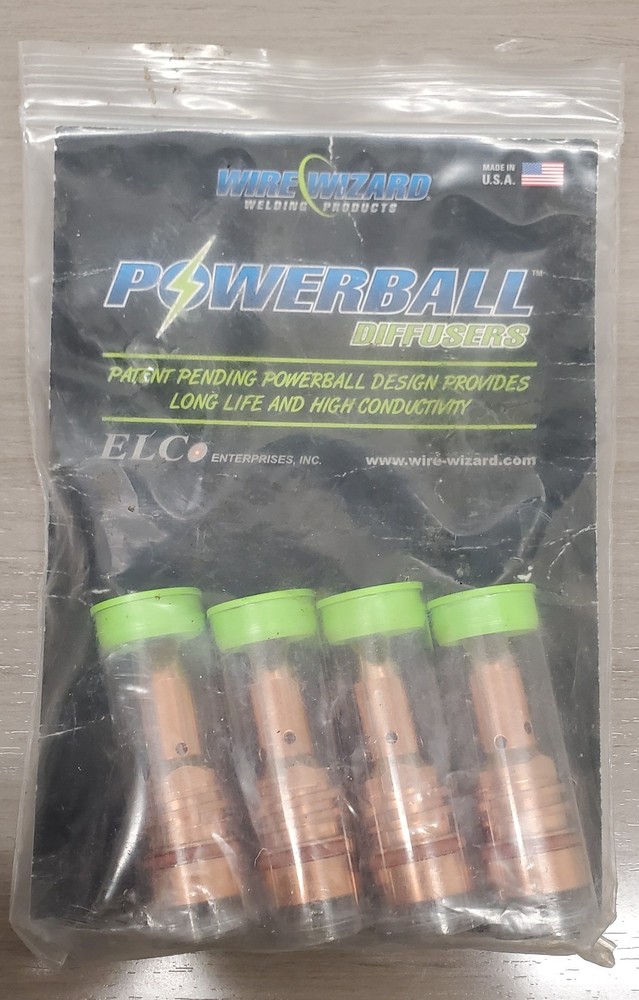 WIRE WIZARD®
WELDING PRODUCTS
MADE IN
U.S.A.
POWERBALL™
DIFFUSERS
PATENT PENDING POWERBALL DESIGN PROVIDES
LONG LIFE AND HIGH CONDUCTIVITY
ELCo ENTERPRISES, INC.
www.wire-wizard.com